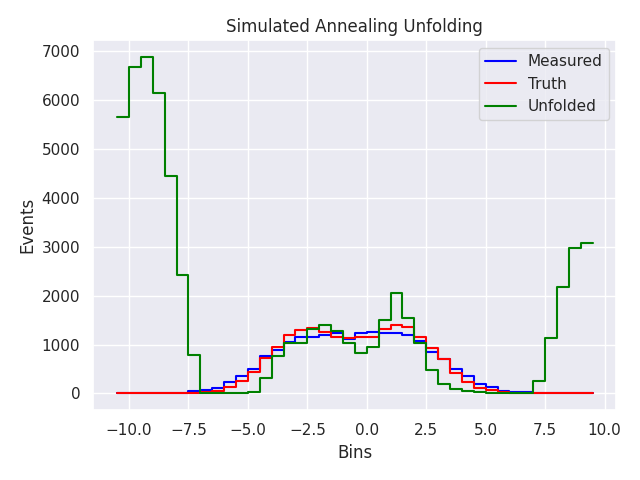 Simulated Annealing Unfolding
Measured
Truth
Unfolded
Events
7000
6000
5000
4000
3000
2000
1000
0
−10.0 −7.5 −5.0 −2.5 0.0 2.5 5.0 7.5 10.0
Bins